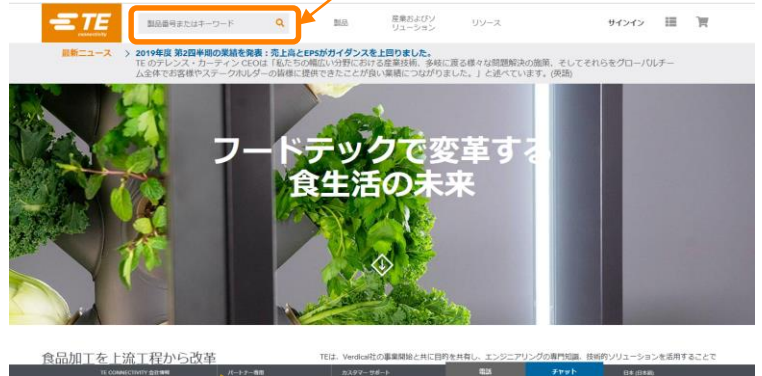 TE
connectivity
製品番号またはキーワード
製品
産業およびソ
リューション
リソース
サインイン
最新ニュース
2019年度 第2四半期の業績を発表：売上高とEPSがガイダンスを上回りました。
TE のテレンス・カーティン CEOは「私たちの幅広い分野における産業技術、多岐に渡る様々な問題解決の施策、そしてそれらをグローバルチー
ム全体でお客様やステークホルダーの皆様に提供できたことが良い業績につながりました。」と述べています。(英語)
フードテックで変革する
食生活の未来
食品加工を上流工程から改革
TEは、Verdical社の事業開始と共に目的を共有し、エンジニアリングの専門知識、技術的ソリューションを活用することで
TE CONNECTIVITY 会社情報
パートナー専用
カスタマーサポート
電話
チャット
日本 (日本語)